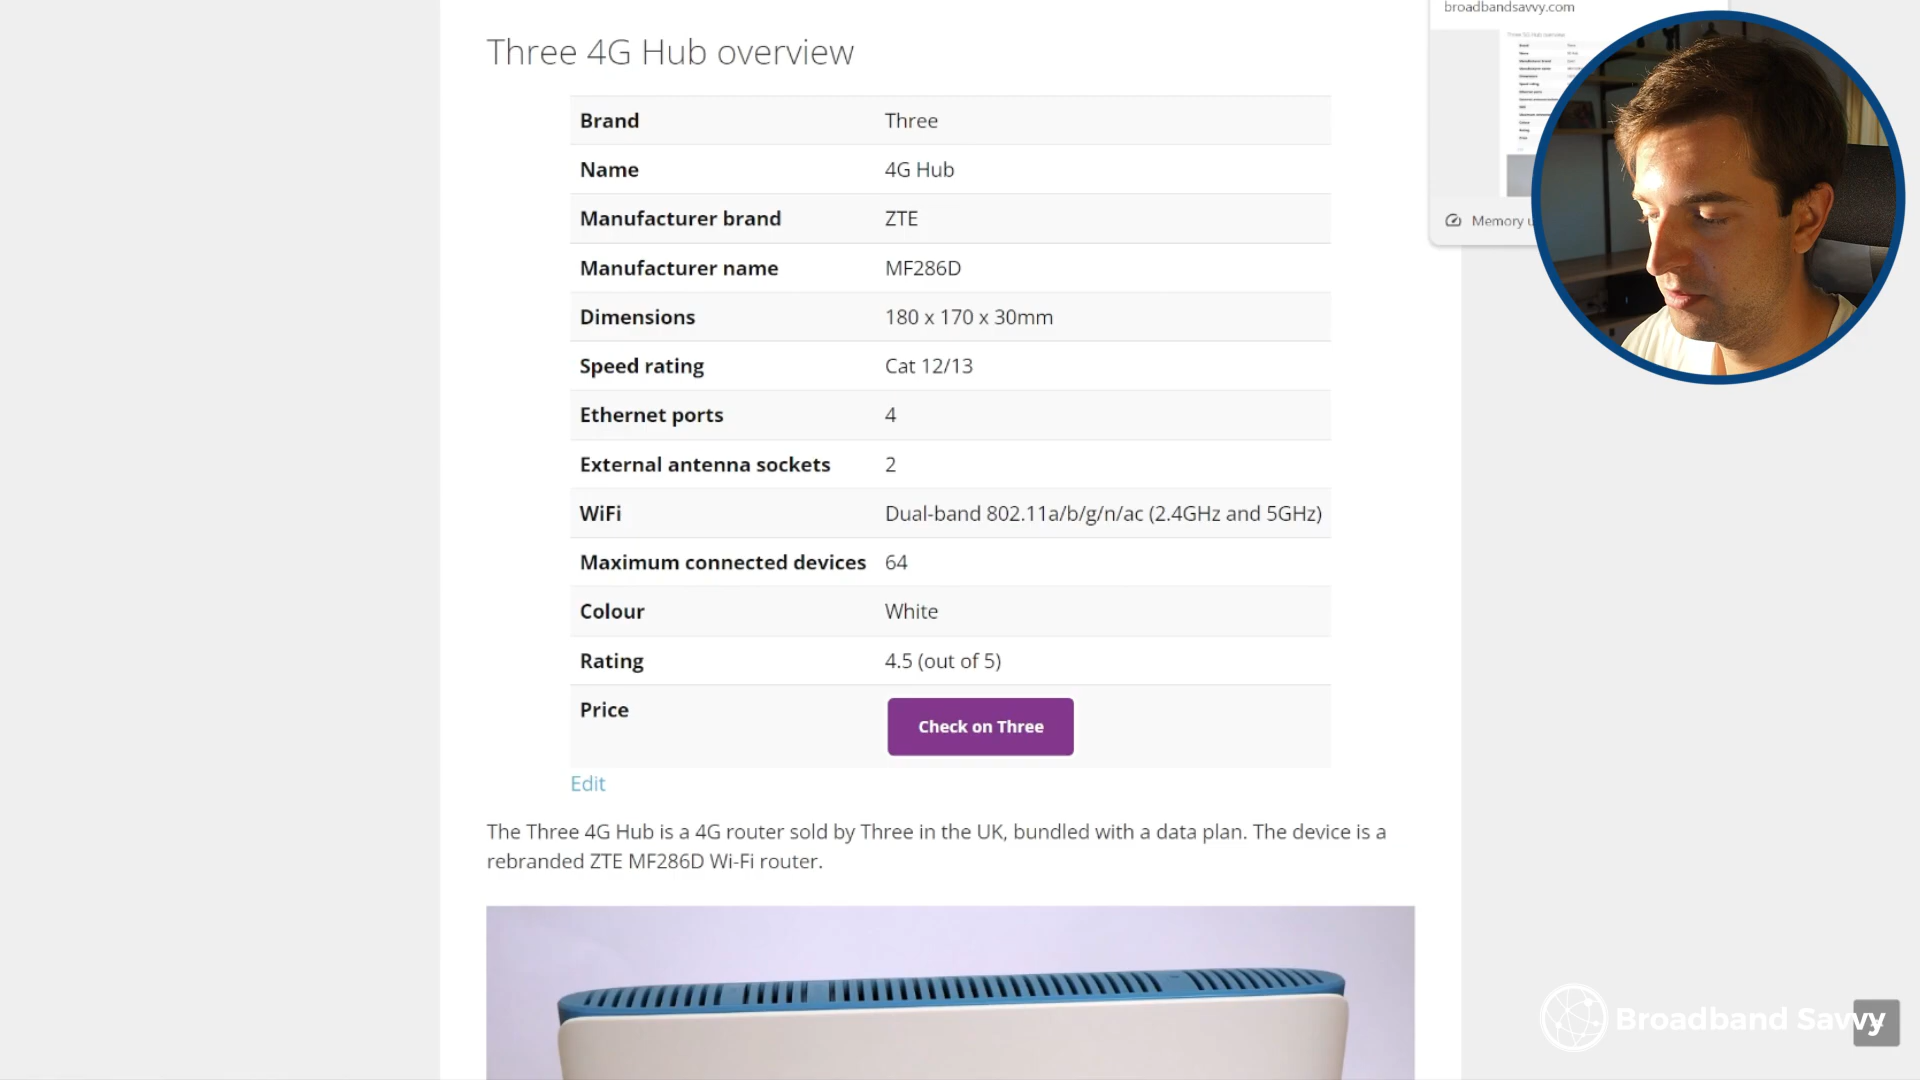 broadbandsavvy.com
Three 4G Hub overview
Brand Three
Name 4G Hub
Manufacturer brand ZTE
Manufacturer name MF286D
Dimensions 180 x 170 x 30mm
Speed rating Cat 12/13
Ethernet ports 4
External antenna sockets 2
WiFi Dual-band 802.11a/b/g/n/ac (2.4GHz and 5GHz)
Maximum connected devices 64
Colour White
Rating 4.5 (out of 5)
Price Check on Three
Edit
The Three 4G Hub is a 4G router sold by Three in the UK, bundled with a data plan. The device is a
rebranded ZTE MF286D Wi-Fi router.
Memory
Broadband Savvy